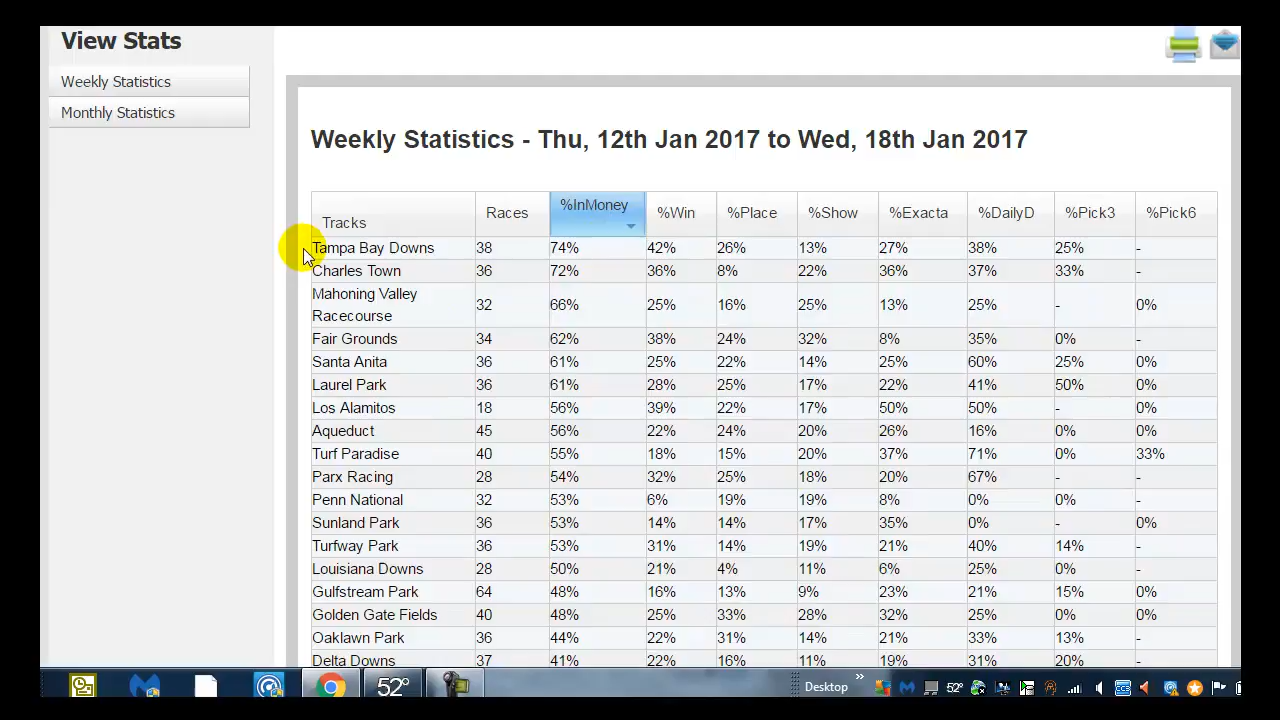 View Stats
Weekly Statistics
Monthly Statistics
Weekly Statistics - Thu, 12th Jan 2017 to Wed, 18th Jan 2017
Tracks Races %InMoney %Win %Place %Show %Exacta %DailyD %Pick3 %Pick6
Tampa Bay Downs 38 74% 42% 26% 13% 27% 38% 25% -
Charles Town 36 72% 36% 8% 22% 36% 37% 33% -
Mahoning Valley
Racecourse 32 66% 25% 16% 25% 13% 25% - 0%
Fair Grounds 34 62% 38% 24% 32% 8% 35% 0% -
Santa Anita 36 61% 25% 22% 14% 25% 60% 25% 0%
Laurel Park 36 61% 28% 25% 17% 22% 41% 50% 0%
Los Alamitos 18 56% 39% 22% 17% 50% 50% - 0%
Aqueduct 45 56% 22% 24% 20% 26% 16% 0% 0%
Turf Paradise 40 55% 18% 15% 20% 37% 71% 0% 33%
Parx Racing 28 54% 32% 25% 18% 20% 67% - -
Penn National 32 53% 6% 19% 19% 8% 0% 0% -
Sunland Park 36 53% 14% 14% 17% 35% 0% - 0%
Turfway Park 36 53% 31% 14% 19% 21% 40% 14% -
Louisiana Downs 28 50% 21% 4% 11% 6% 25% 0% -
Gulfstream Park 64 48% 16% 13% 9% 23% 21% 15% 0%
Golden Gate Fields 40 48% 25% 33% 28% 32% 25% 0% 0%
Oaklawn Park 36 44% 22% 31% 14% 21% 33% 13% -
Delta Downs 37 41% 22% 16% 11% 19% 31% 20% -
52° Desktop » 52°